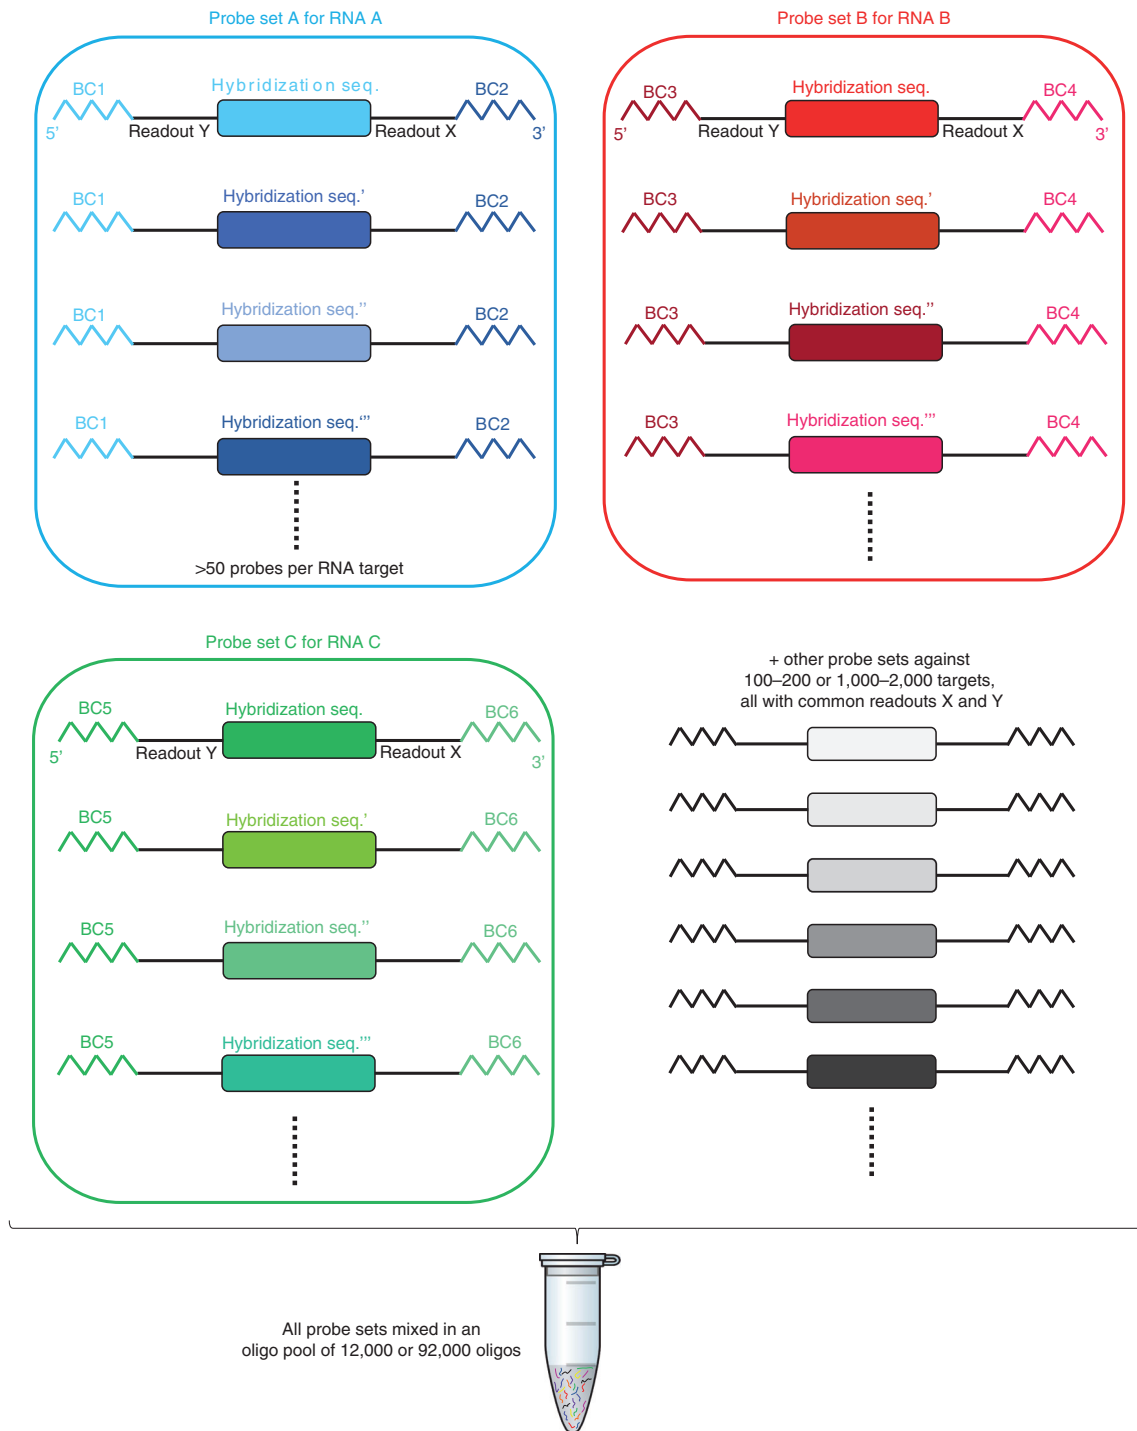 Probe set A for RNA A
BC1
Hybridization seq.
BC2
5’
Readout Y
Readout X
3’
BC1
Hybridization seq.’
BC2
BC1
Hybridization seq.’’
BC2
BC1
Hybridization seq.‘’’
BC2
>50 probes per RNA target
Probe set B for RNA B
BC3
Hybridization seq.
BC4
5’
Readout Y
Readout X
3’
BC3
Hybridization seq.’
BC4
BC3
Hybridization seq.’’
BC4
BC3
Hybridization seq.’’’
BC4
Probe set C for RNA C
BC5
Hybridization seq.
BC6
5’
Readout Y
Readout X
3’
BC5
Hybridization seq.’
BC6
BC5
Hybridization seq.’’
BC6
BC5
Hybridization seq.’’’
BC6
+ other probe sets against
100–200 or 1,000–2,000 targets,
all with common readouts X and Y
All probe sets mixed in an
oligo pool of 12,000 or 92,000 oligos